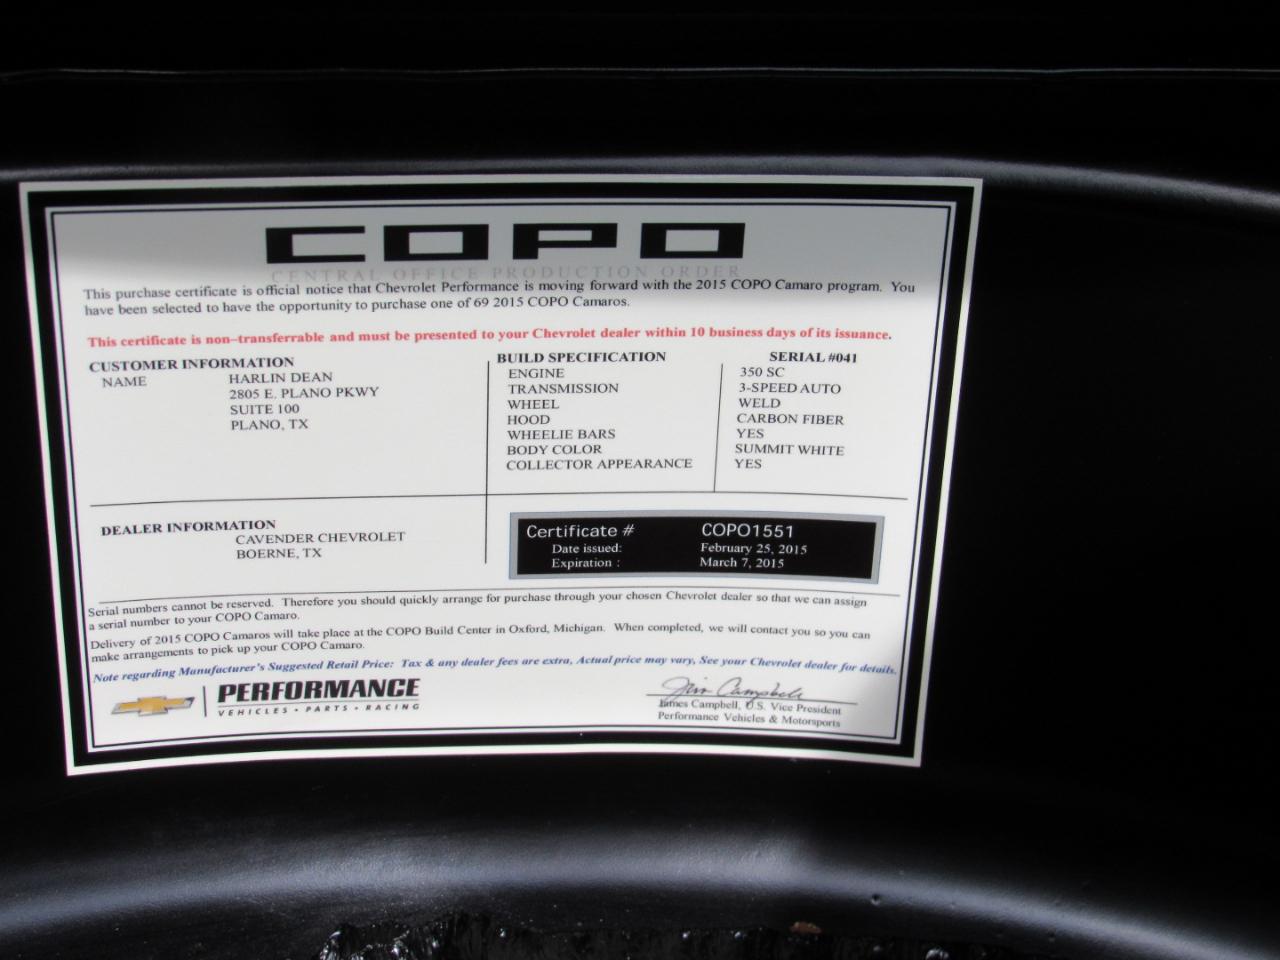 COPO
CENTRAL OFFICE PRODUCTION ORDER
This purchase certificate is official notice that Chevrolet Performance is moving forward with the 2015 COPO Camaro program. You
have been selected to have the opportunity to purchase one of 69 2015 COPO Camaros.
This certificate is non-transferrable and must be presented to your Chevrolet dealer within 10 business days of its issuance.
CUSTOMER INFORMATION
NAME HARLIN DEAN
2805 E. PLANO PKWY
SUITE 100
PLANO, TX
BUILD SPECIFICATION SERIAL #041
ENGINE 350 SC
TRANSMISSION 3-SPEED AUTO
WHEEL WELD
HOOD CARBON FIBER
WHEELIE BARS YES
BODY COLOR SUMMIT WHITE
COLLECTOR APPEARANCE YES
DEALER INFORMATION
CAVENDER CHEVROLET
BOERNE, TX
Certificate # COPO1551
Date issued: February 25, 2015
Expiration : March 7, 2015
Serial numbers cannot be reserved. Therefore you should quickly arrange for purchase through your chosen Chevrolet dealer so that we can assign
a serial number to your COPO Camaro.
Delivery of 2015 COPO Camaros will take place at the COPO Build Center in Oxford, Michigan. When completed, we will contact you so you can
make arrangements to pick up your COPO Camaro.
Note regarding Manufacturer's Suggested Retail Price: Tax & any dealer fees are extra, Actual price may vary, See your Chevrolet dealer for details.
PERFORMANCE
VEHICLES • PARTS • RACING
Jim Campbell
James Campbell, U.S. Vice President
Performance Vehicles & Motorsports